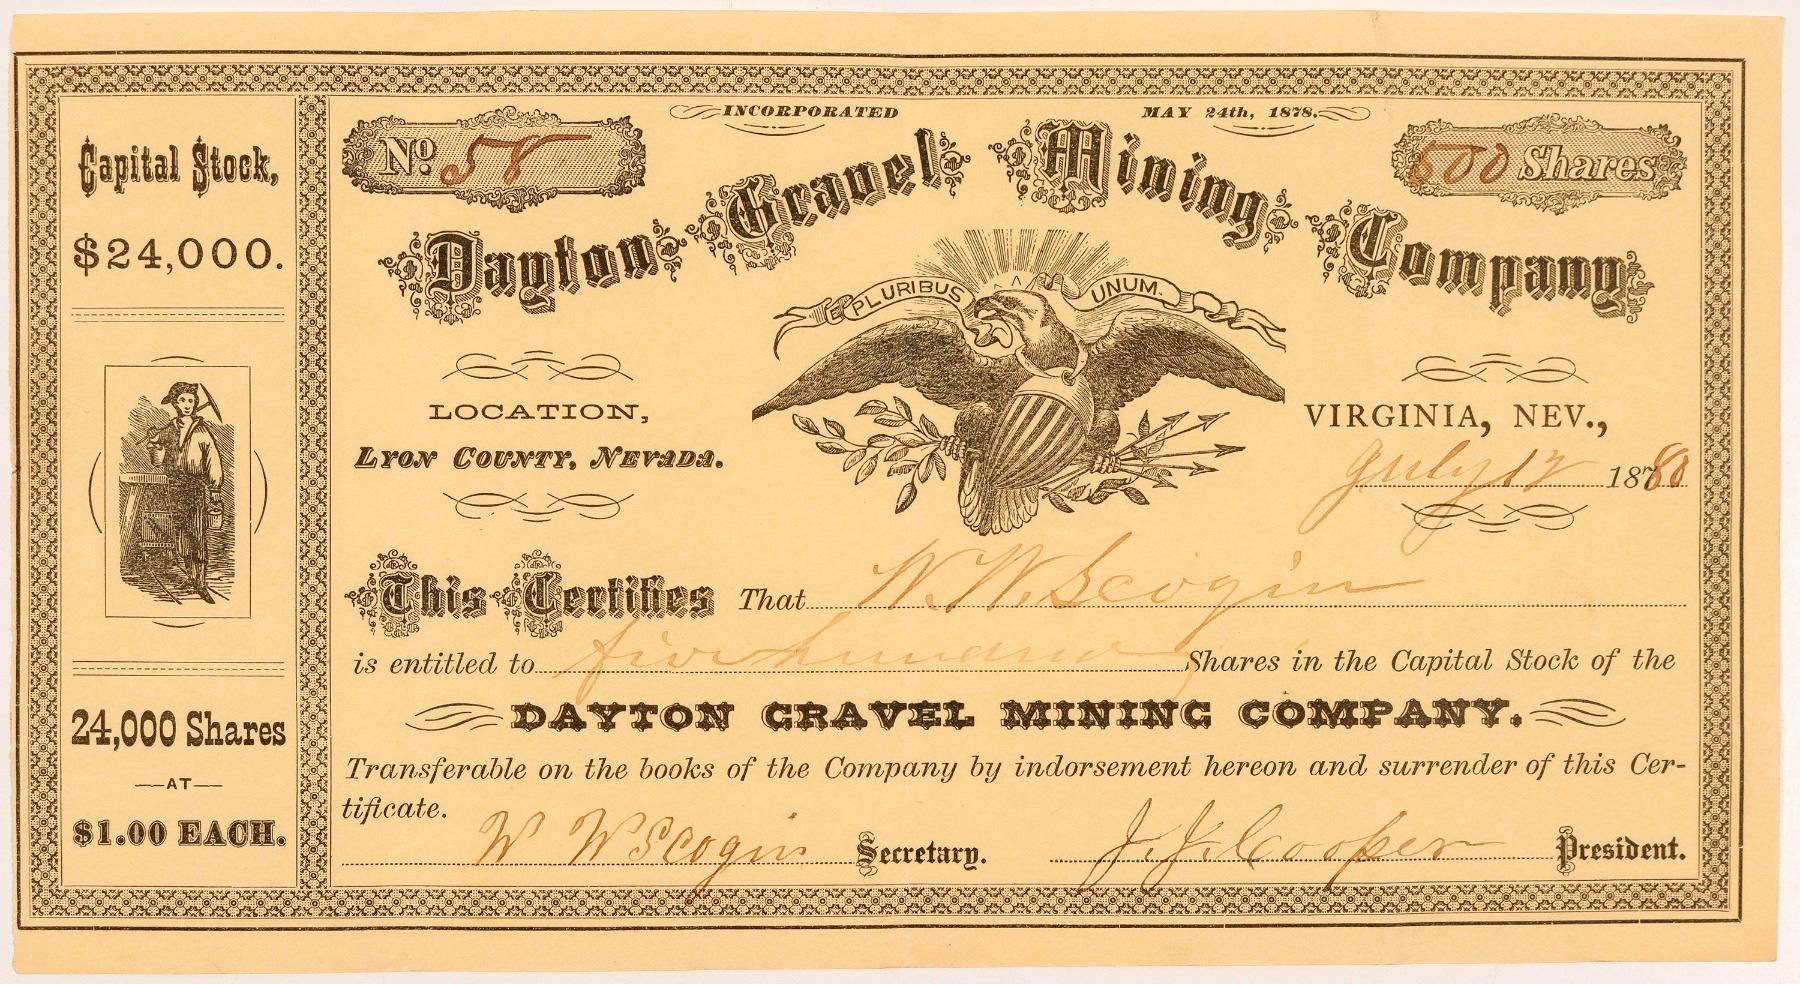 Capital Stock,
$24,000.
24,000 Shares
AT
$1.00 EACH.
INCORPORATED MAY 24th, 1878.
No. 58
500 Shares
Dayton Gravel Mining Company
E PLURIBUS UNUM.
LOCATION,
Lyon County, Nevada.
VIRGINIA, NEV.,
July 12 18780
This Certifies That W. W. Scogin
is entitled to five hundred Shares in the Capital Stock of the
DAYTON GRAVEL MINING COMPANY.
Transferable on the books of the Company by indorsement hereon and surrender of this Cer-
tificate.
W W Scogin Secretary. J. J. Cooper President.